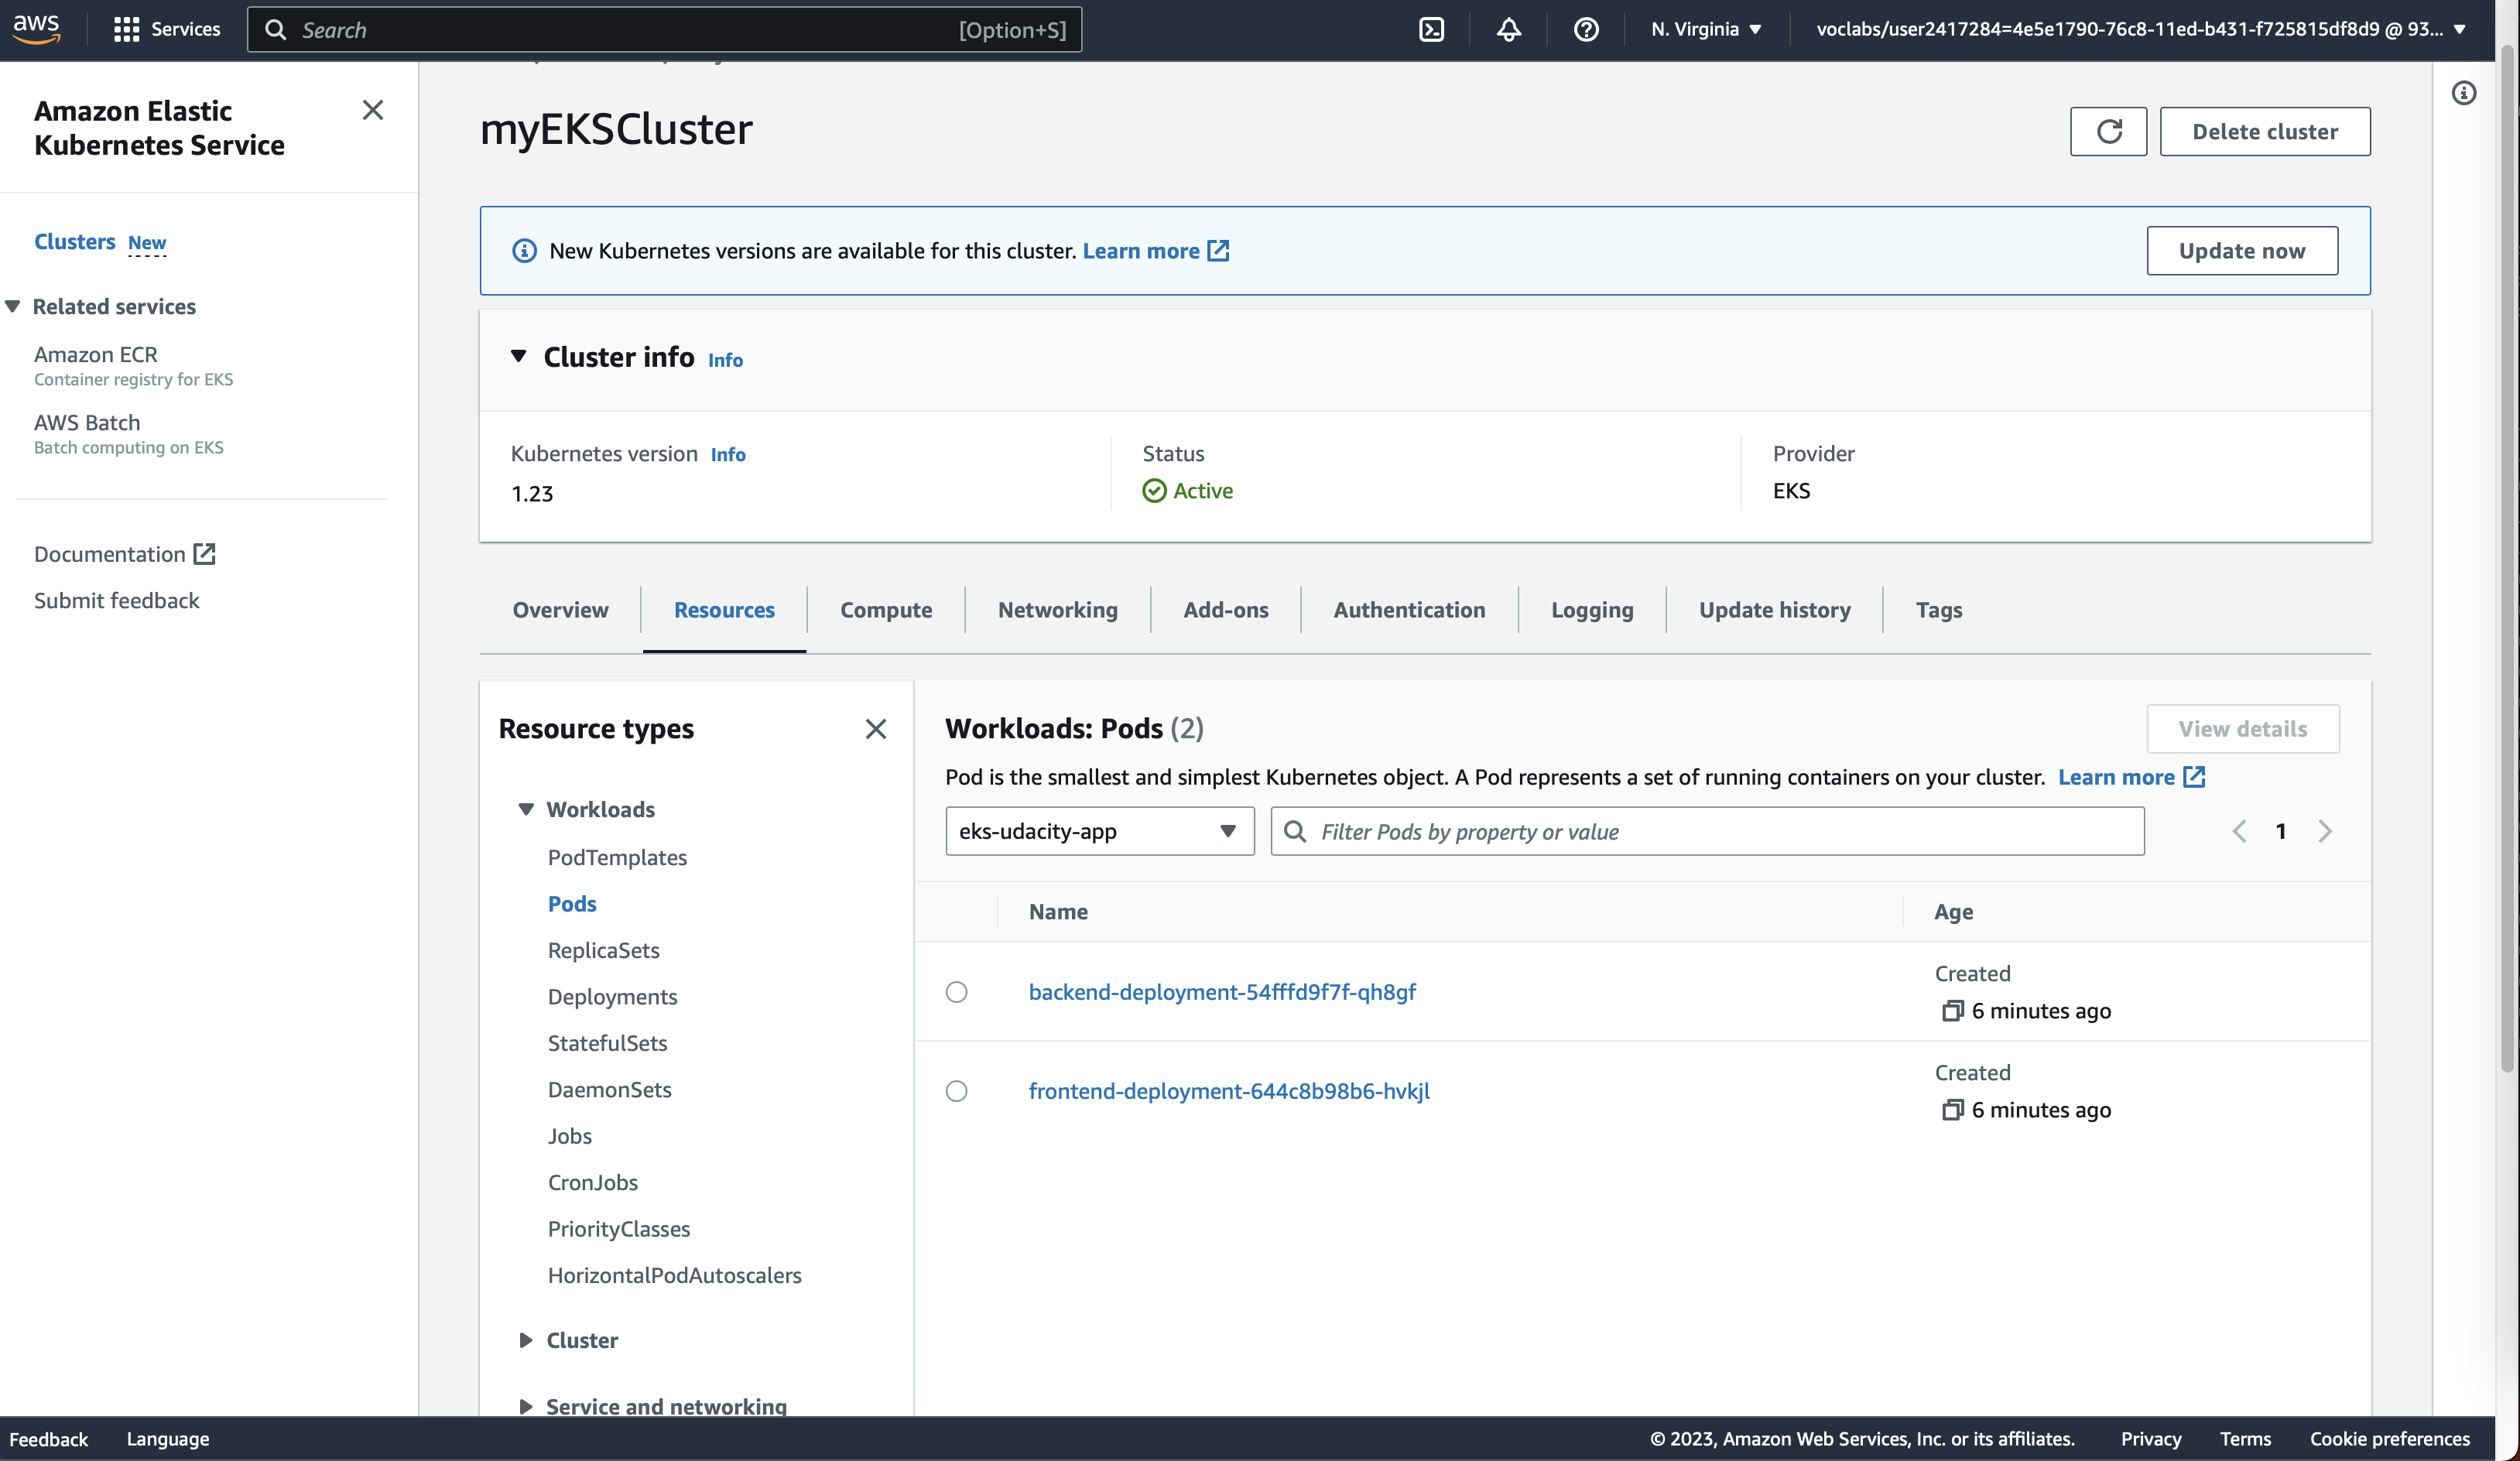 aws
Services
Search
[Option+S]
N. Virginia
voclabs/user2417284=4e5e1790-76c8-11ed-b431-f725815df8d9 @ 93...
Amazon Elastic
Kubernetes Service
Clusters New
Related services
Amazon ECR
Container registry for EKS
AWS Batch
Batch computing on EKS
Documentation
Submit feedback
myEKSCluster
Delete cluster
New Kubernetes versions are available for this cluster. Learn more
Update now
Cluster info Info
Kubernetes version Info
1.23
Status
Active
Provider
EKS
Overview
Resources
Compute
Networking
Add-ons
Authentication
Logging
Update history
Tags
Resource types
Workloads
PodTemplates
Pods
ReplicaSets
Deployments
StatefulSets
DaemonSets
Jobs
CronJobs
PriorityClasses
HorizontalPodAutoscalers
Cluster
Service and networking
Workloads: Pods (2)
View details
Pod is the smallest and simplest Kubernetes object. A Pod represents a set of running containers on your cluster. Learn more
eks-udacity-app
Filter Pods by property or value
1
Name
Age
backend-deployment-54fffd9f7f-qh8gf
Created
6 minutes ago
frontend-deployment-644c8b98b6-hvkjl
Created
6 minutes ago
Feedback
Language
© 2023, Amazon Web Services, Inc. or its affiliates.
Privacy
Terms
Cookie preferences